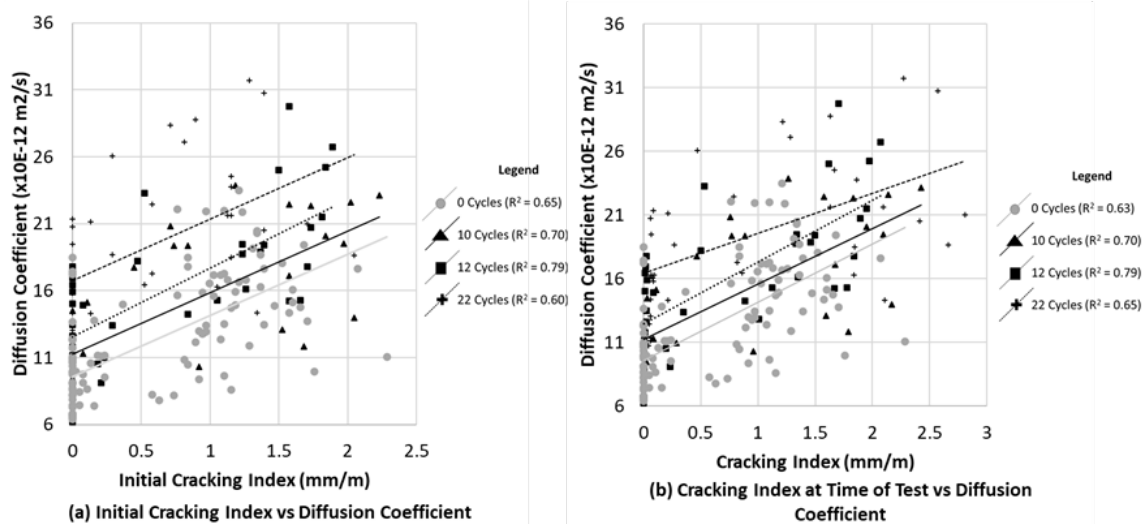 36
31
26
21
16
11
6
Diffusion Coefficient (x10E-12 m2/s)
0
0.5
1
1.5
2
2.5
Initial Cracking Index (mm/m)
Legend
0 Cycles (R² = 0.65)
10 Cycles (R² = 0.70)
12 Cycles (R² = 0.79)
22 Cycles (R² = 0.60)
(a) Initial Cracking Index vs Diffusion Coefficient
36
31
26
21
16
11
6
Diffusion Coefficient (x10E-12 m2/s)
0
0.5
1
1.5
2
2.5
3
Cracking Index (mm/m)
Legend
0 Cycles (R² = 0.63)
10 Cycles (R² = 0.70)
12 Cycles (R² = 0.79)
22 Cycles (R² = 0.65)
(b) Cracking Index at Time of Test vs Diffusion
Coefficient